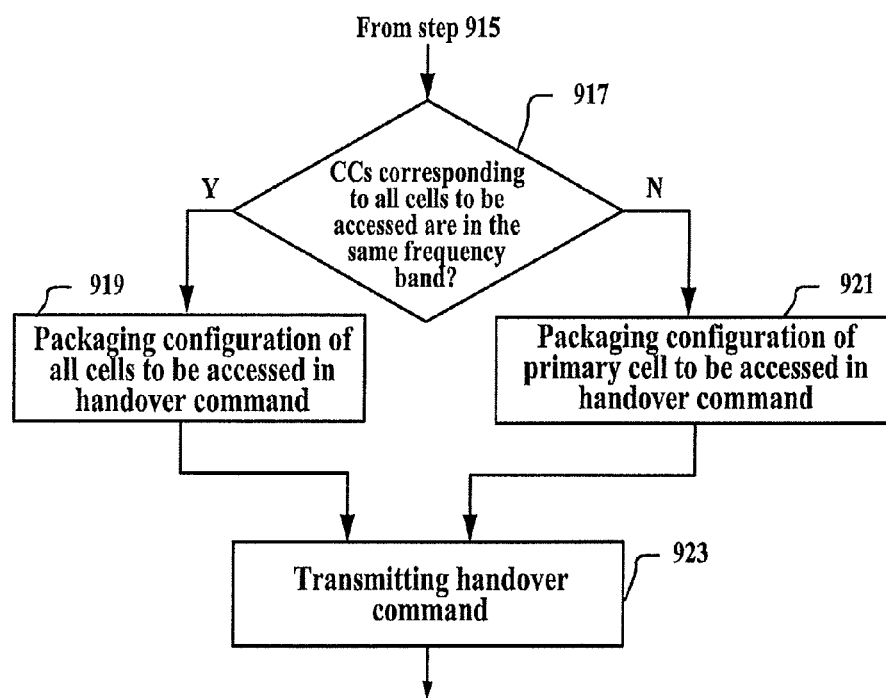 From step 915
917
CCs corresponding
to all cells to be
accessed are in the
same frequency
band?
Y
N
919
921
Packaging configuration of
all cells to be accessed in
handover command
Packaging configuration of
primary cell to be accessed in
handover command
923
Transmitting handover
command